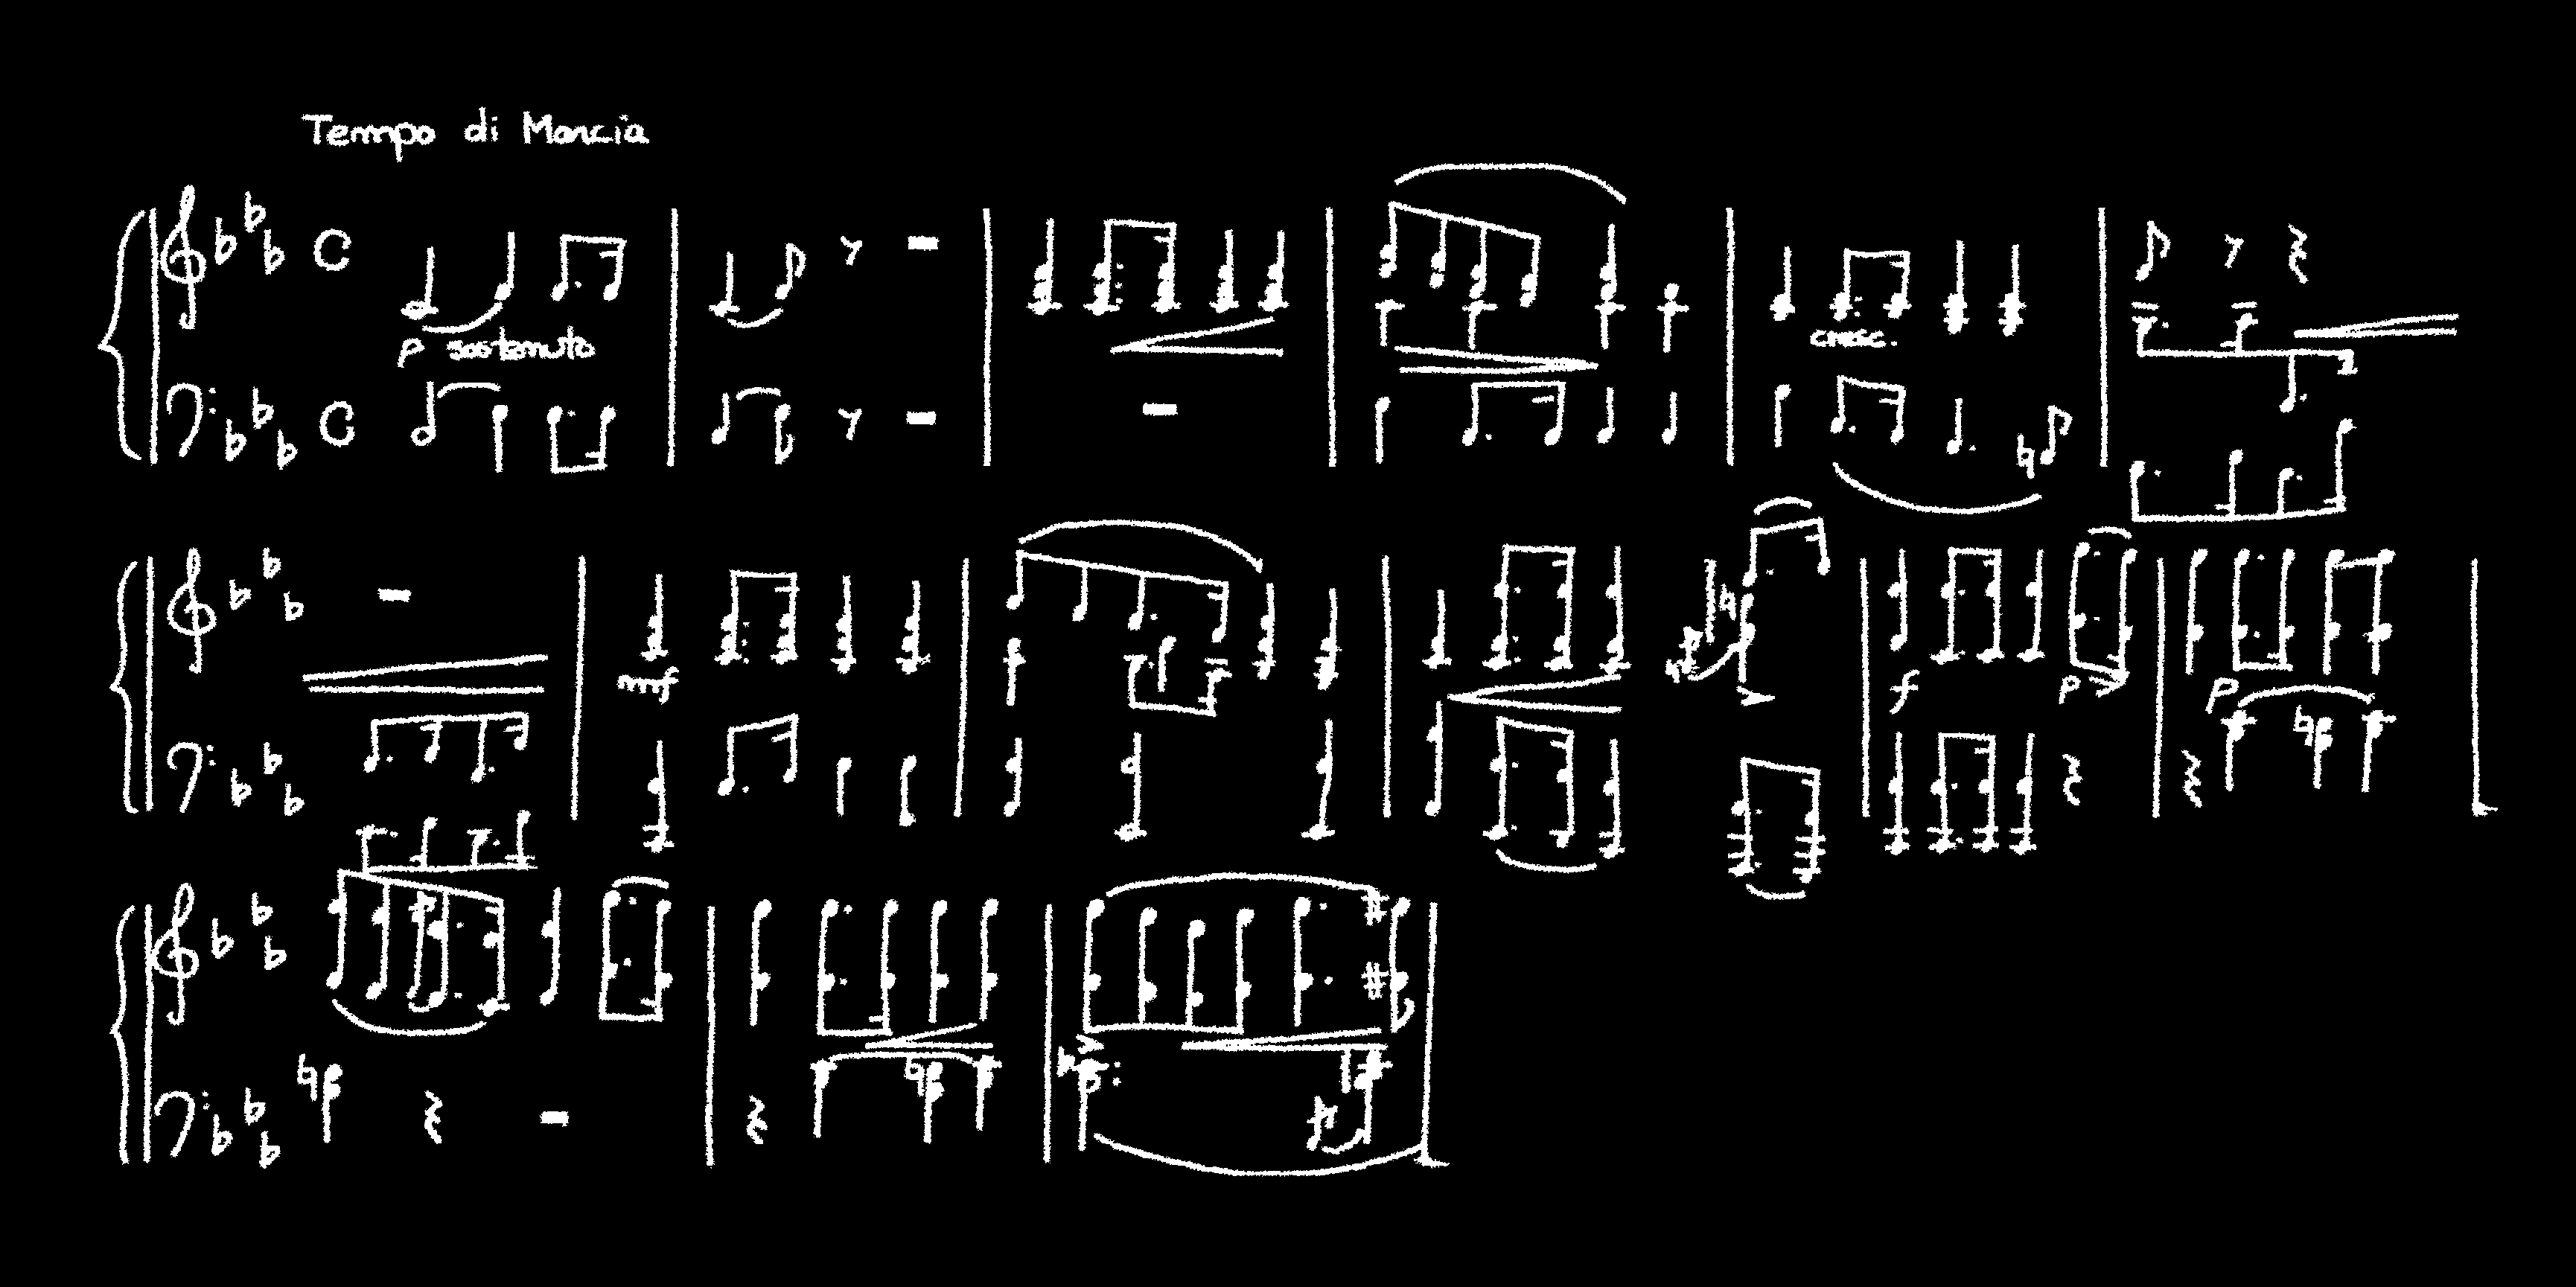 Tempo di Marcia
p sostenuto
cresc.
mf
f p p